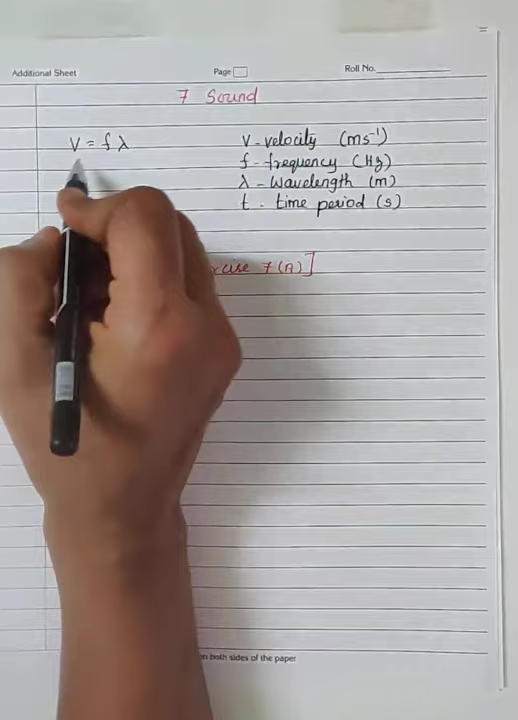 Additional Sheet Page Roll No.
7 Sound
V = f λ
V - velocity (ms⁻¹)
f - frequency (Hz)
λ - Wavelength (m)
t - time period (s)
7(A)]
on both sides of the paper